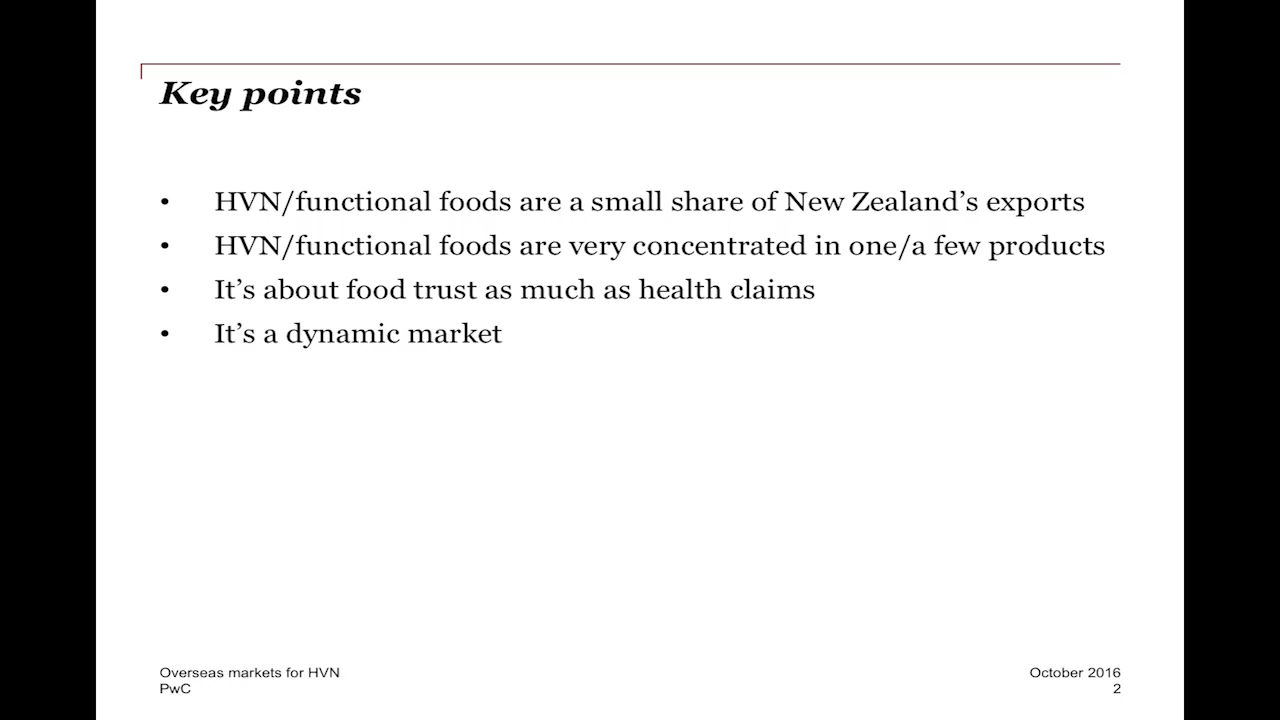 Key points
• HVN/functional foods are a small share of New Zealand’s exports
• HVN/functional foods are very concentrated in one/a few products
• It’s about food trust as much as health claims
• It’s a dynamic market
Overseas markets for HVN
PwC
October 2016
2